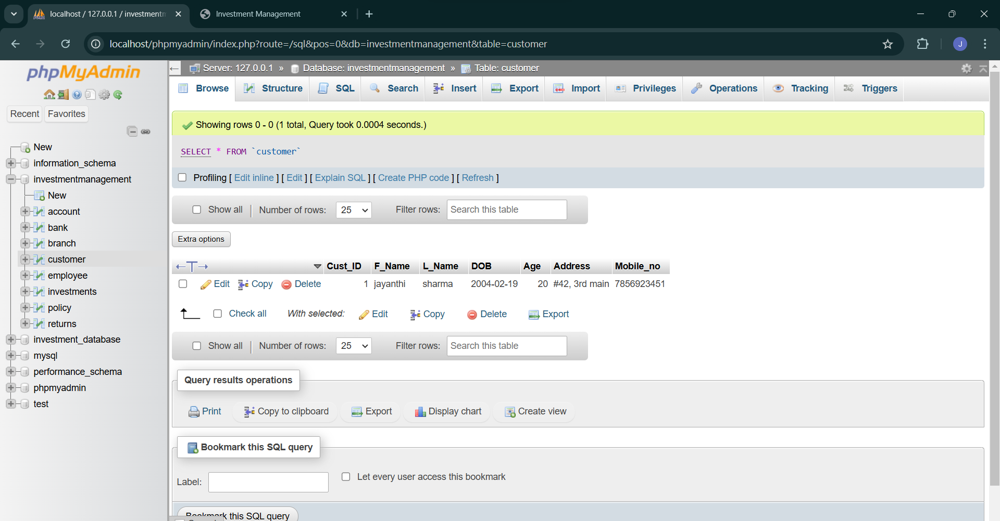 localhost / 127.0.0.1 / investmentm
Investment Management
localhost/phpmyadmin/index.php?route=/sql&pos=0&db=investmentmanagement&table=customer
J
phpMyAdmin
Recent
Favorites
New
information_schema
investmentmanagement
New
account
bank
branch
customer
employee
investments
policy
returns
investment_database
mysql
performance_schema
phpmyadmin
test
Server: 127.0.0.1 » Database: investmentmanagement » Table: customer
Browse Structure SQL Search Insert Export Import Privileges Operations Tracking Triggers
Showing rows 0 - 0 (1 total, Query took 0.0004 seconds.)
SELECT * FROM `customer`
Profiling [ Edit inline ] [ Edit ] [ Explain SQL ] [ Create PHP code ] [ Refresh ]
Show all | Number of rows: 25 Filter rows: Search this table
Extra options
←T→ Cust_ID F_Name L_Name DOB Age Address Mobile_no
Edit Copy Delete 1 jayanthi sharma 2004-02-19 20 #42, 3rd main 7856923451
Check all With selected: Edit Copy Delete Export
Show all | Number of rows: 25 Filter rows: Search this table
Query results operations
Print Copy to clipboard Export Display chart Create view
Bookmark this SQL query
Label: Let every user access this bookmark
Bookmark this SQL query